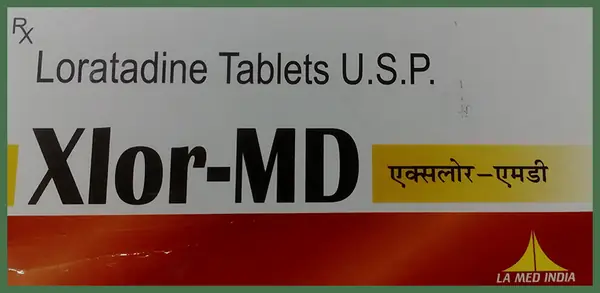 Rx
Loratadine Tablets U.S.P.
Xlor-MD
एक्सलोर-एमडी
LA MED INDIA